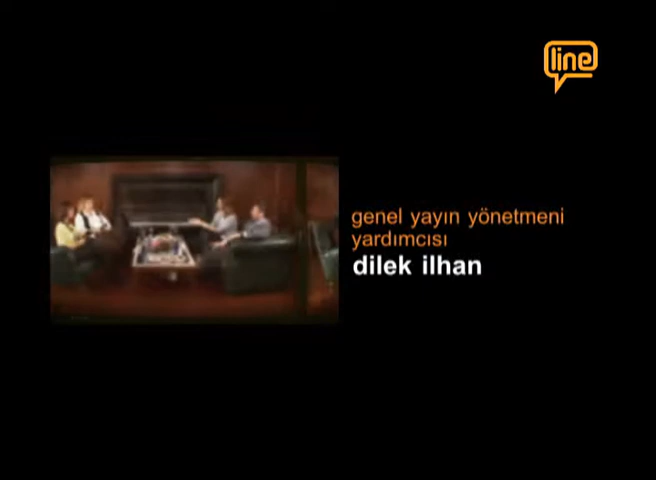 line
genel yayın yönetmeni
yardımcısı
dilek ilhan